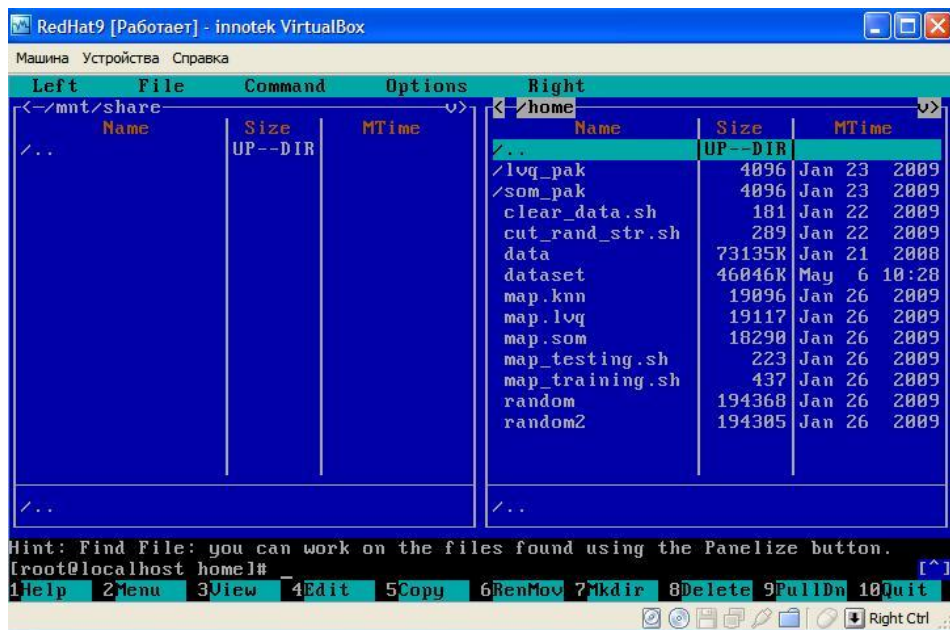 RedHat9 [Работает] - innotek VirtualBox
Машина Устройства Справка
Left File Command Options Right
<-/mnt/share v> < /home v>
Name Size MTime Name Size MTime
/.. UP--DIR /.. UP--DIR
/lvq_pak 4096 Jan 23 2009
/som_pak 4096 Jan 23 2009
clear_data.sh 181 Jan 22 2009
cut_rand_str.sh 289 Jan 22 2009
data 73135K Jan 21 2008
dataset 46046K May 6 10:28
map.knn 19096 Jan 26 2009
map.lvq 19117 Jan 26 2009
map.som 18290 Jan 26 2009
map_testing.sh 223 Jan 26 2009
map_training.sh 437 Jan 26 2009
random 194368 Jan 26 2009
random2 194305 Jan 26 2009
/.. /..
Hint: Find File: you can work on the files found using the Panelize button.
[root@localhost home]# _ [^]
1Help 2Menu 3View 4Edit 5Copy 6RenMov 7Mkdir 8Delete 9PullDn 10Quit
Right Ctrl